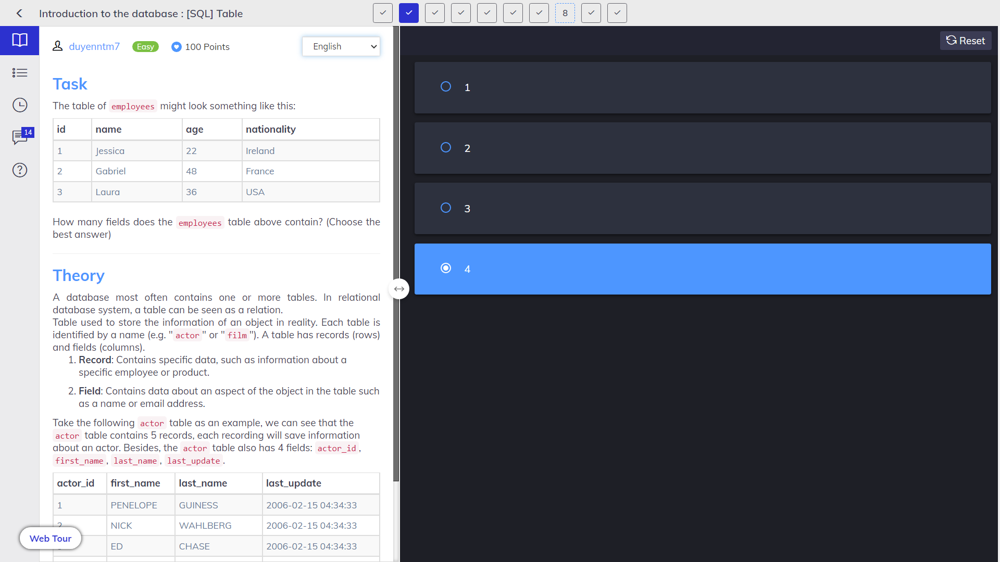 Introduction to the database : [SQL] Table
8
duyenntm7
Easy
100 Points
English
Reset
14
Task
The table of employees might look something like this:
id name age nationality
1 Jessica 22 Ireland
2 Gabriel 48 France
3 Laura 36 USA
How many fields does the employees table above contain? (Choose the
best answer)
Theory
A database most often contains one or more tables. In relational
database system, a table can be seen as a relation.
Table used to store the information of an object in reality. Each table is
identified by a name (e.g. "actor" or "film"). A table has records (rows)
and fields (columns).
1. Record: Contains specific data, such as information about a
specific employee or product.
2. Field: Contains data about an aspect of the object in the table such
as a name or email address.
Take the following actor table as an example, we can see that the
actor table contains 5 records, each recording will save information
about an actor. Besides, the actor table also has 4 fields: actor_id,
first_name, last_name, last_update.
actor_id first_name last_name last_update
1 PENELOPE GUINESS 2006-02-15 04:34:33
2 NICK WAHLBERG 2006-02-15 04:34:33
ED CHASE 2006-02-15 04:34:33
Web Tour
1
2
3
4